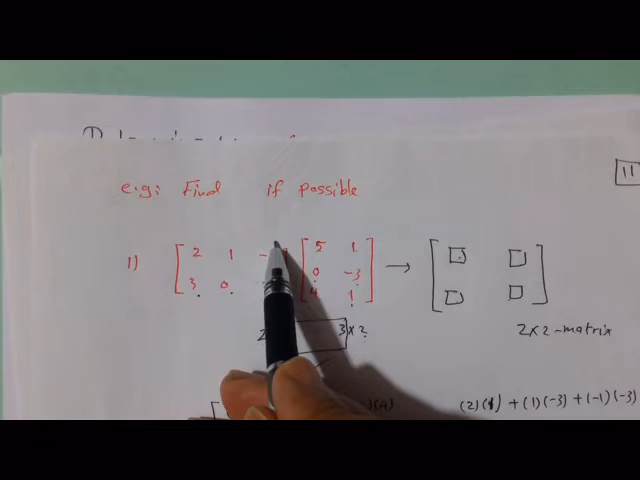 11
e.g: Find if possible
1) [ 2 1 - ] [ 5 1 ] → [ □ □ ]
[ 3 0 ] [ 0 -3 ] [ □ □ ]
[ 4 1 ]
2 3 × 2 2×2-matrix
)(4) (2)(1) + (1)(-3) + (-1)(-3)